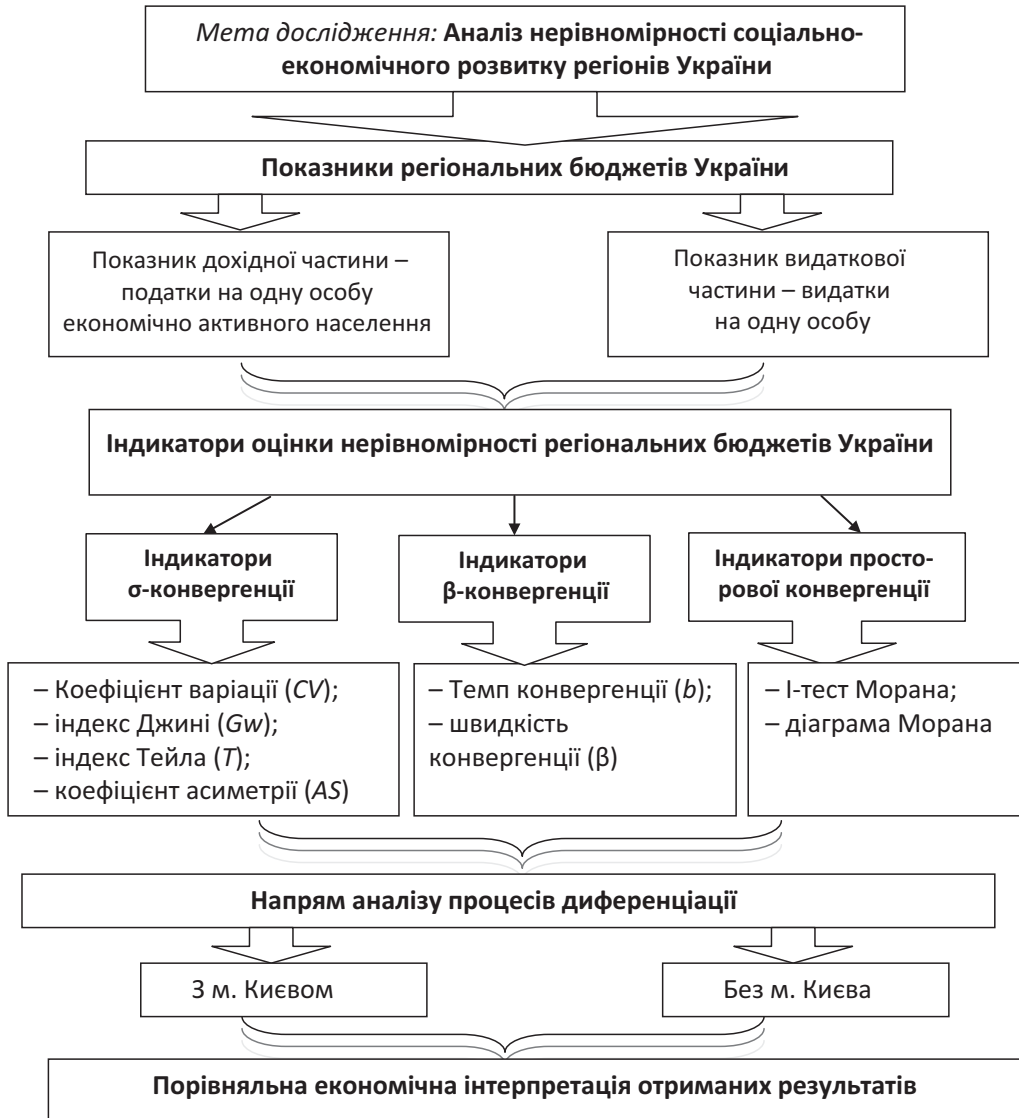 Мета дослідження: Аналіз нерівномірності соціально-
економічного розвитку регіонів України
Показники регіональних бюджетів України
Показник дохідної частини –
податки на одну особу
економічно активного населення
Показник видаткової
частини – видатки
на одну особу
Індикатори оцінки нерівномірності регіональних бюджетів України
Індикатори
σ-конвергенції
Індикатори
β-конвергенції
Індикатори просто-
рової конвергенції
– Коефіцієнт варіації (CV);
– індекс Джині (Gw);
– індекс Тейла (T);
– коефіцієнт асиметрії (AS)
– Темп конвергенції (b);
– швидкість
конвергенції (β)
– І-тест Морана;
– діаграма Морана
Напрям аналізу процесів диференціації
З м. Києвом
Без м. Києва
Порівняльна економічна інтерпретація отриманих результатів